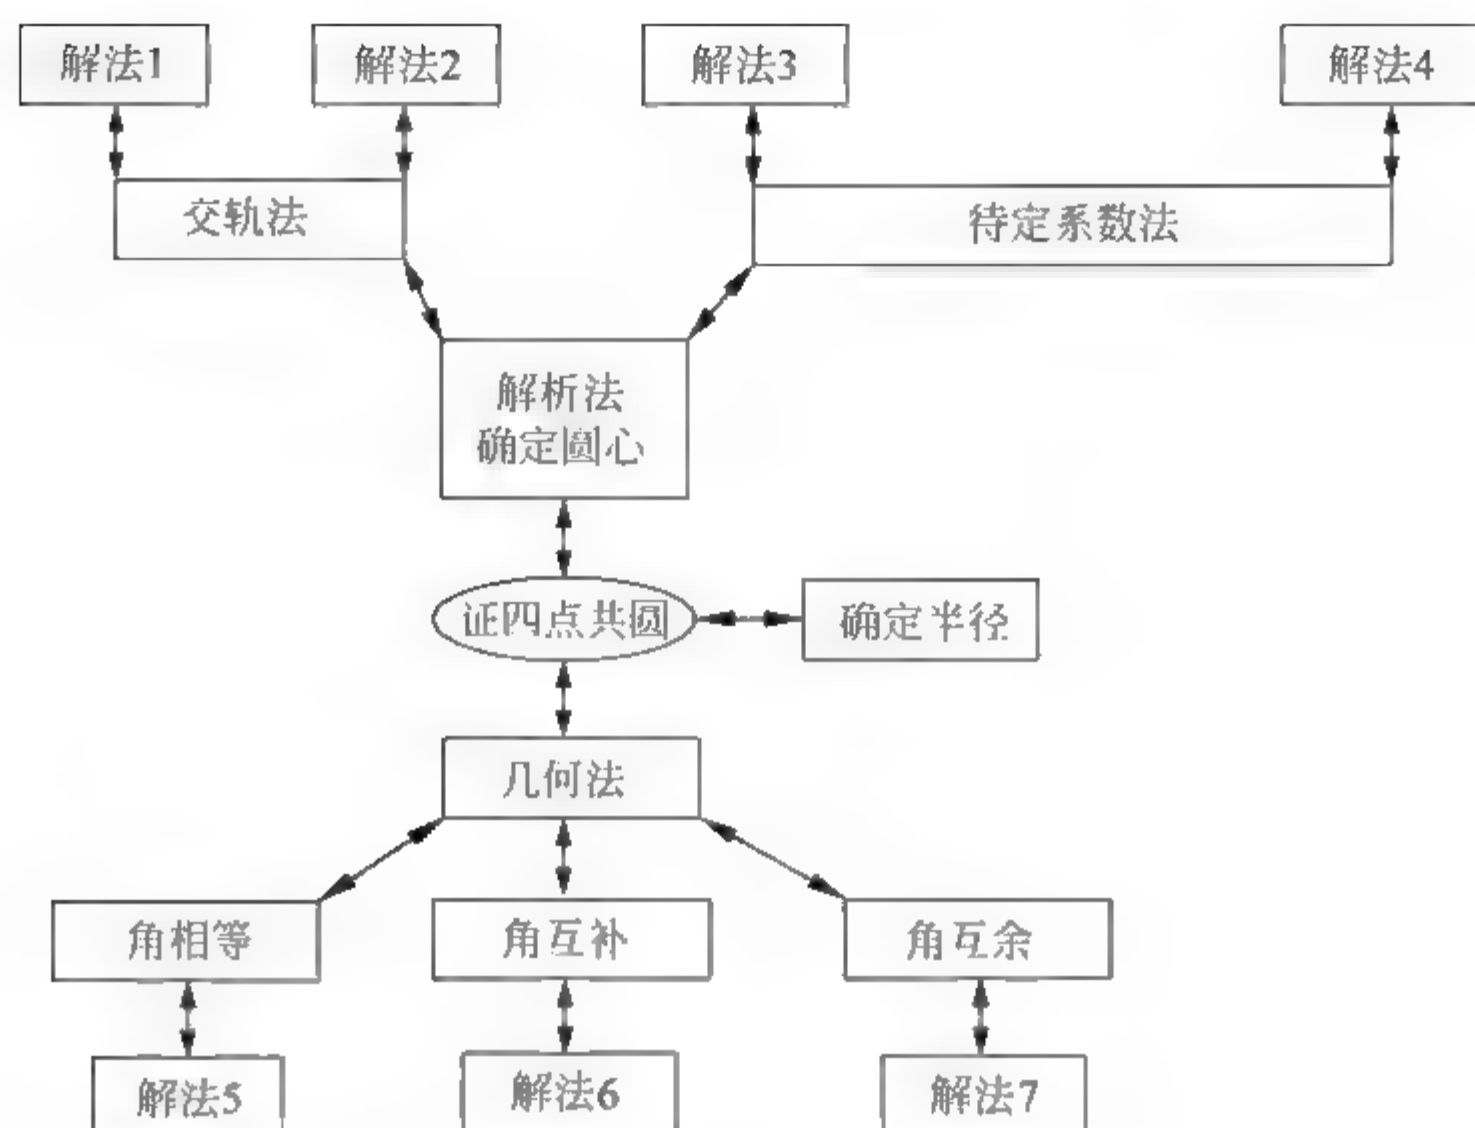 解法1
解法2
解法3
解法4
交轨法
待定系数法
解析法
确定圆心
证四点共圆
确定半径
几何法
角相等
角互补
角互余
解法5
解法6
解法7